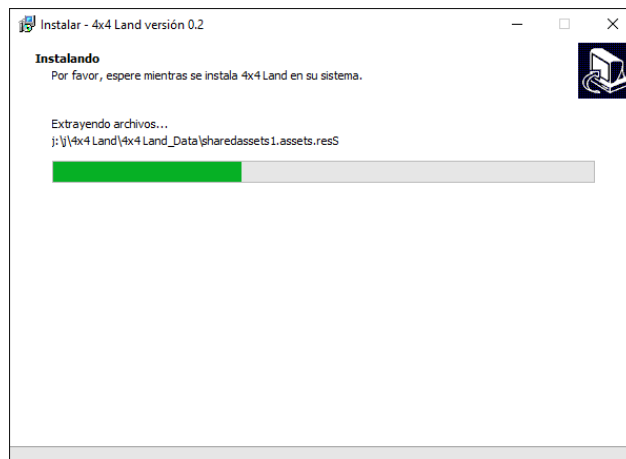 Instalar - 4x4 Land versión 0.2
Instalando
Por favor, espere mientras se instala 4x4 Land en su sistema.
Extrayendo archivos...
j:\j\4x4 Land\4x4 Land_Data\sharedassets1.assets.resS